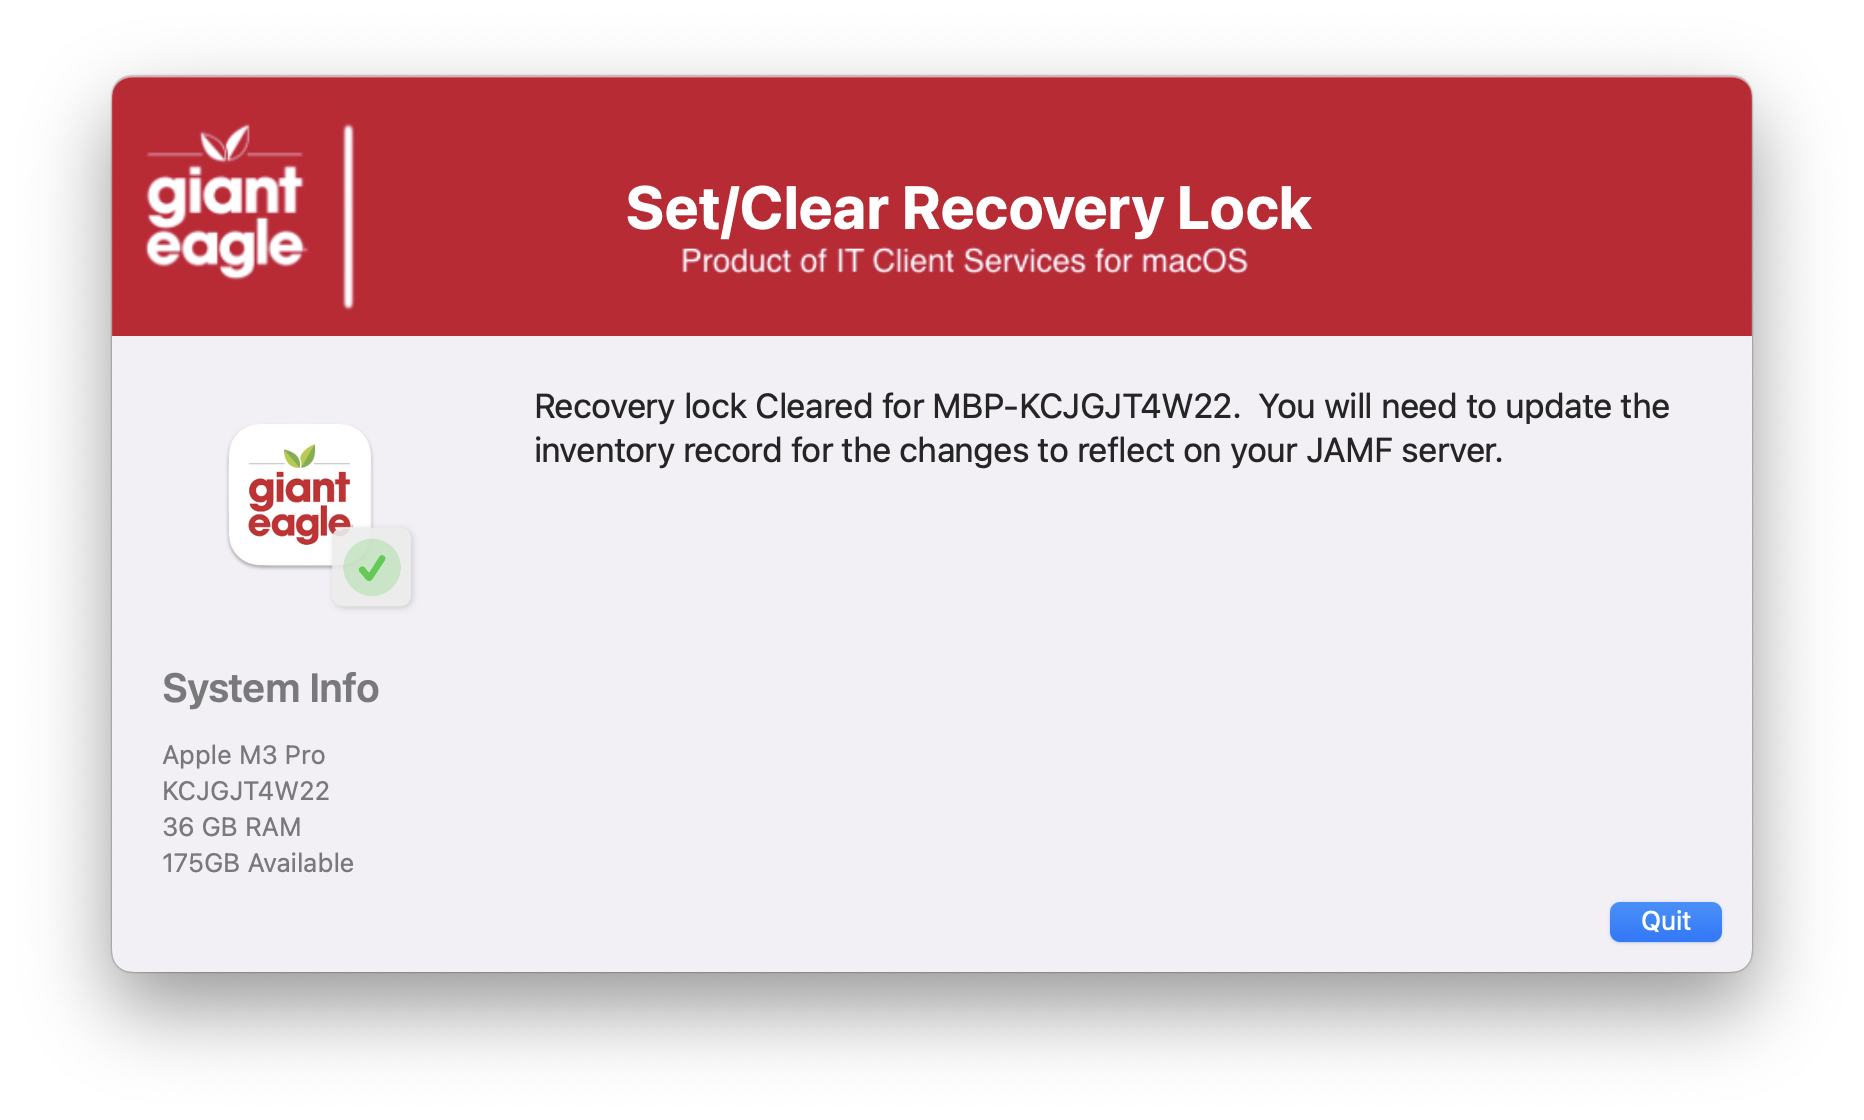 giant
eagle
Set/Clear Recovery Lock
Product of IT Client Services for macOS
Recovery lock Cleared for MBP-KCJGJT4W22.  You will need to update the
inventory record for the changes to reflect on your JAMF server.
giant
eagle
System Info
Apple M3 Pro
KCJGJT4W22
36 GB RAM
175GB Available
Quit